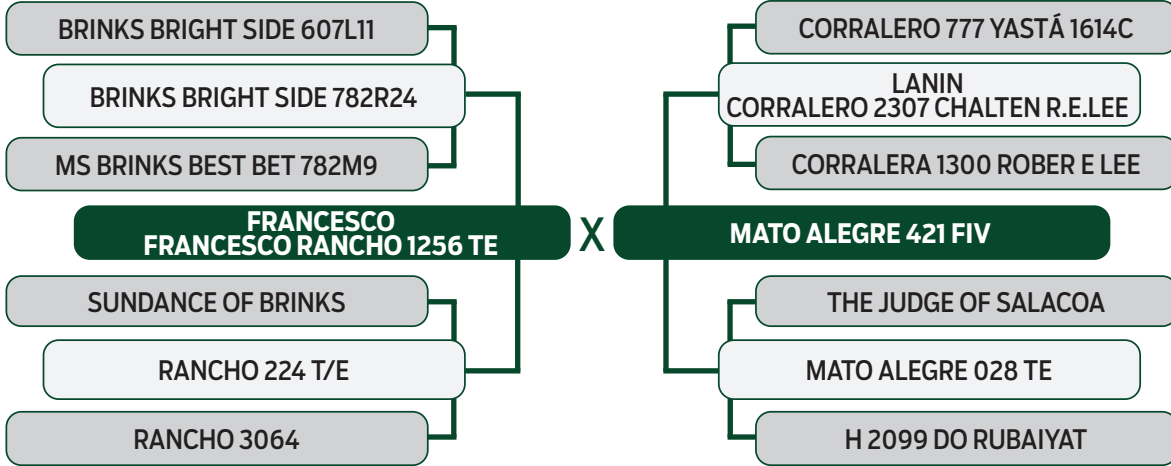 BRINKS BRIGHT SIDE 607L11
BRINKS BRIGHT SIDE 782R24
MS BRINKS BEST BET 782M9
FRANCESCO
FRANCESCO RANCHO 1256 TE
SUNDANCE OF BRINKS
RANCHO 224 T/E
RANCHO 3064
X
CORRALERO 777 YASTÁ 1614C
LANIN
CORRALERO 2307 CHALTEN R.E.LEE
CORRALERA 1300 ROBER E LEE
MATO ALEGRE 421 FIV
THE JUDGE OF SALACOA
MATO ALEGRE 028 TE
H 2099 DO RUBAIYAT